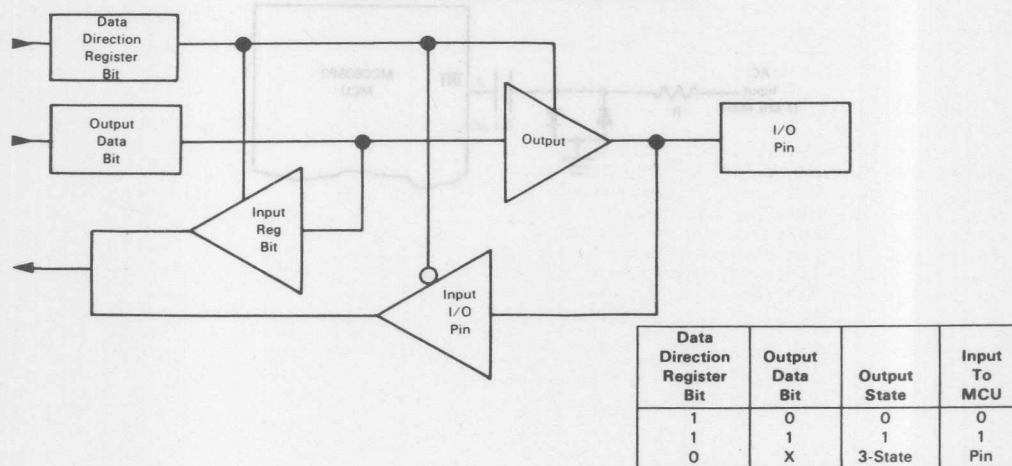 Data
Direction
Register
Bit
Output
Data
Bit
Output
I/O
Pin
Input
Reg
Bit
Input
I/O
Pin
Data Direction Register Bit	Output Data Bit	Output State	Input To MCU
1	0	0	0
1	1	1	1
0	X	3-State	Pin